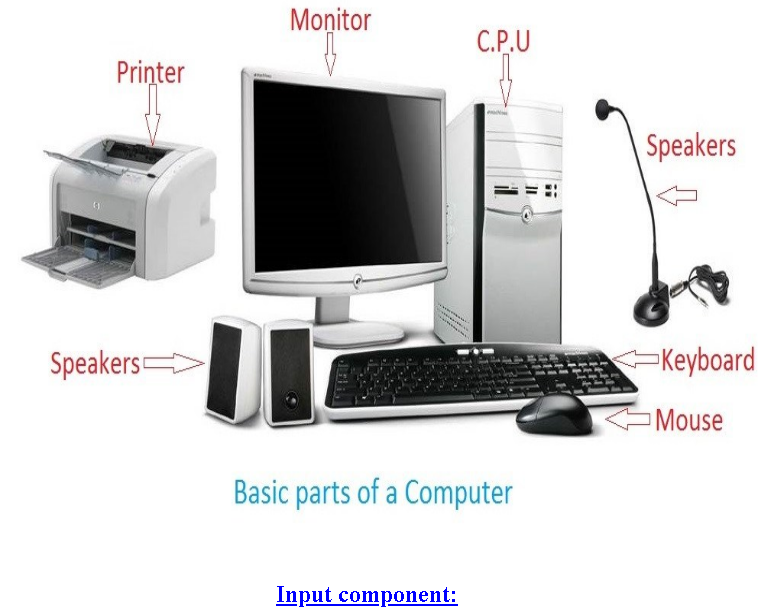 Monitor
C.P.U
Printer
Speakers
Speakers
Keyboard
Mouse
Basic parts of a Computer
Input component: